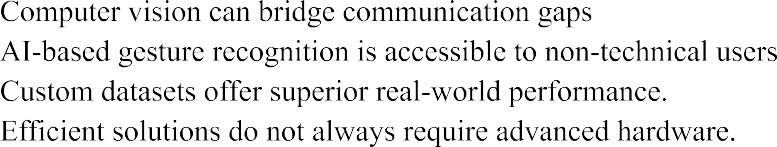 Computer vision can bridge communication gaps
AI-based gesture recognition is accessible to non-technical users
Custom datasets offer superior real-world performance.
Efficient solutions do not always require advanced hardware.